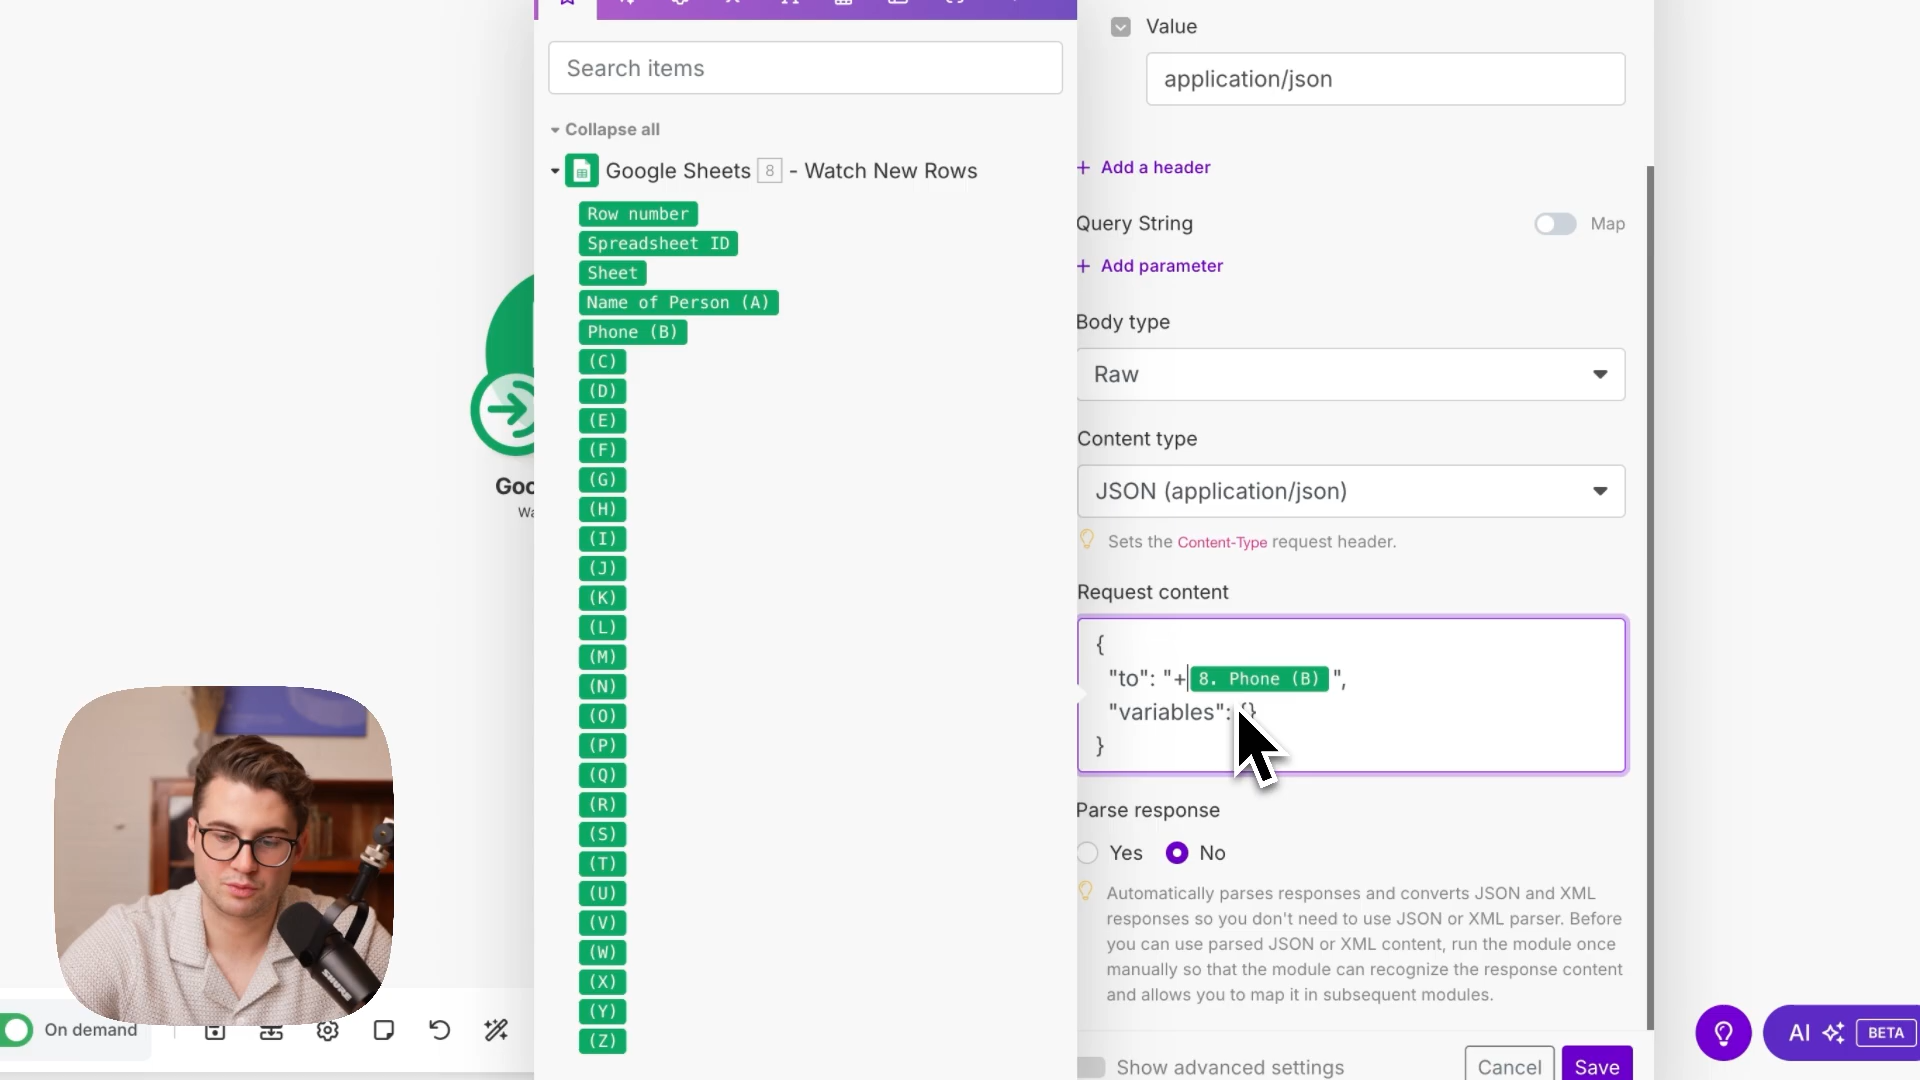 Search items
Collapse all
Google Sheets 8 - Watch New Rows
Row number
Spreadsheet ID
Sheet
Name of Person (A)
Phone (B)
(C)
(D)
(E)
(F)
(G)
(H)
(I)
(J)
(K)
(L)
(M)
(N)
(O)
(P)
(Q)
(R)
(S)
(T)
(U)
(V)
(W)
(X)
(Y)
(Z)
Value
application/json
+ Add a header
Query String
Map
+ Add parameter
Body type
Raw
Content type
JSON (application/json)
Sets the Content-Type request header.
Request content
{
"to": "+8. Phone (B)",
"variables": {}
}
Parse response
Yes No
Automatically parses responses and converts JSON and XML
responses so you don't need to use JSON or XML parser. Before
you can use parsed JSON or XML content, run the module once
manually so that the module can recognize the response content
and allows you to map it in subsequent modules.
Show advanced settings
Cancel
Save
Goo
Wa
On demand
AI BETA
SHURE